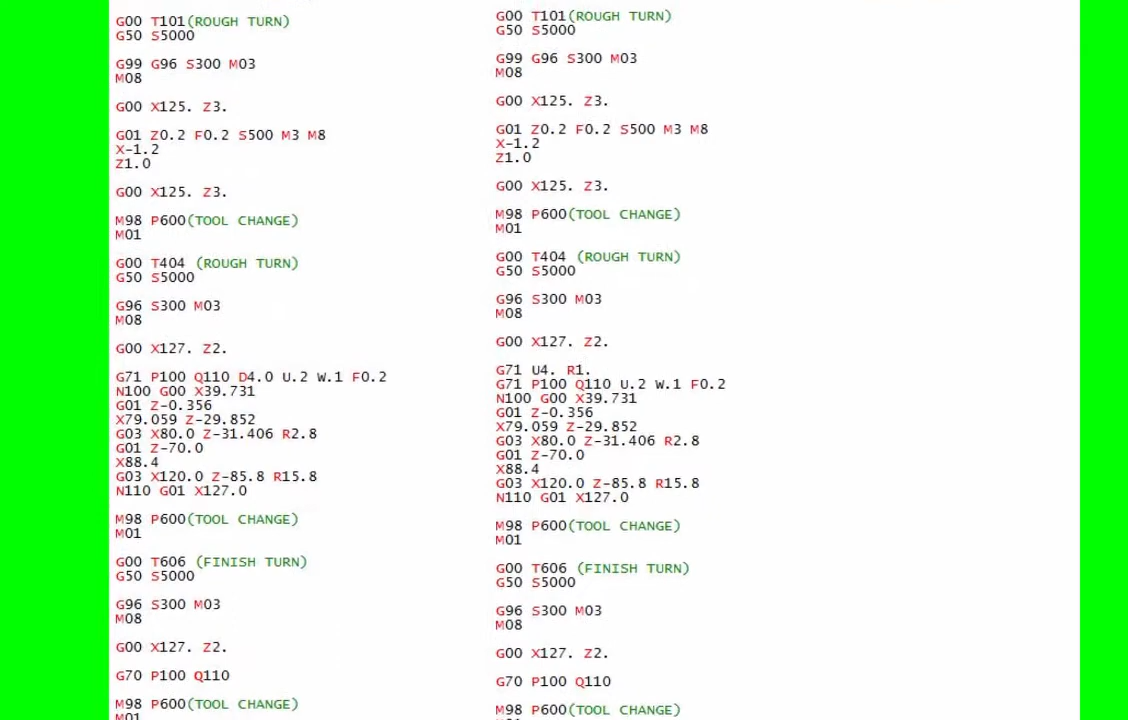 G00 T101(ROUGH TURN)
G50 S5000
G99 G96 S300 M03
M08
G00 X125. Z3.
G01 Z0.2 F0.2 S500 M3 M8
X-1.2
Z1.0
G00 X125. Z3.
M98 P600(TOOL CHANGE)
M01
G00 T404 (ROUGH TURN)
G50 S5000
G96 S300 M03
M08
G00 X127. Z2.
G71 P100 Q110 D4.0 U.2 W.1 F0.2
N100 G00 X39.731
G01 Z-0.356
X79.059 Z-29.852
G03 X80.0 Z-31.406 R2.8
G01 Z-70.0
X88.4
G03 X120.0 Z-85.8 R15.8
N110 G01 X127.0
M98 P600(TOOL CHANGE)
M01
G00 T606 (FINISH TURN)
G50 S5000
G96 S300 M03
M08
G00 X127. Z2.
G70 P100 Q110
M98 P600(TOOL CHANGE)
M01
G00 T101(ROUGH TURN)
G50 S5000
G99 G96 S300 M03
M08
G00 X125. Z3.
G01 Z0.2 F0.2 S500 M3 M8
X-1.2
Z1.0
G00 X125. Z3.
M98 P600(TOOL CHANGE)
M01
G00 T404 (ROUGH TURN)
G50 S5000
G96 S300 M03
M08
G00 X127. Z2.
G71 U4. R1.
G71 P100 Q110 U.2 W.1 F0.2
N100 G00 X39.731
G01 Z-0.356
X79.059 Z-29.852
G03 X80.0 Z-31.406 R2.8
G01 Z-70.0
X88.4
G03 X120.0 Z-85.8 R15.8
N110 G01 X127.0
M98 P600(TOOL CHANGE)
M01
G00 T606 (FINISH TURN)
G50 S5000
G96 S300 M03
M08
G00 X127. Z2.
G70 P100 Q110
M98 P600(TOOL CHANGE)